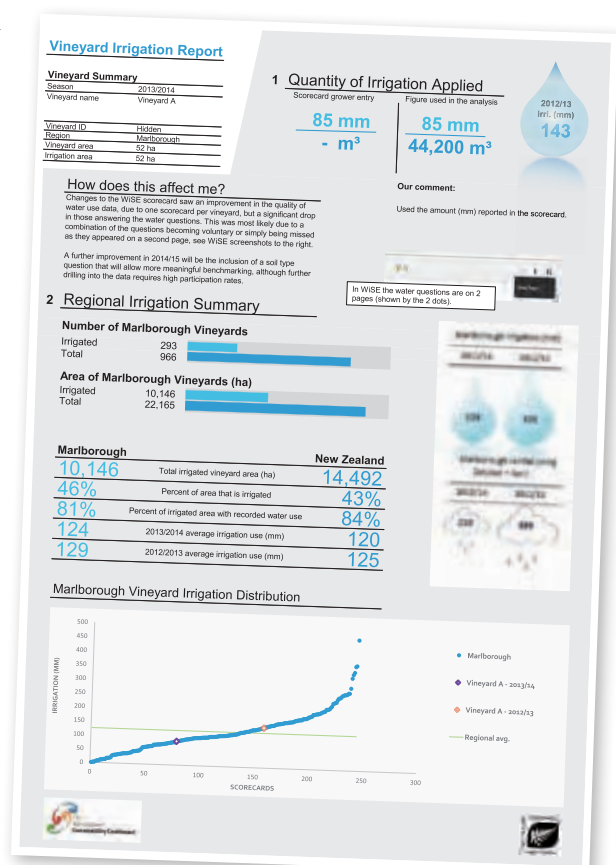 Vineyard Irrigation Report
Vineyard Summary
Season 2013/2014
Vineyard name Vineyard A
Vineyard ID Hidden
Region Marlborough
Vineyard area 52 ha
Irrigation area 52 ha
1 Quantity of Irrigation Applied
Scorecard grower entry
85 mm
- m³
Figure used in the analysis
85 mm
44,200 m³
2012/13
Irri. (mm)
143
How does this affect me?
Changes to the WiSE scorecard saw an improvement in the quality of
water use data, due to one scorecard per vineyard, but a significant drop
in those answering the water questions. This was most likely due to a
combination of the questions becoming voluntary or simply being missed
as they appeared on a second page, see WiSE screenshots to the right.
A further improvement in 2014/15 will be the inclusion of a soil type
question that will allow more meaningful benchmarking, although further
drilling into the data requires high participation rates.
Our comment:
Used the amount (mm) reported in the scorecard.
In WiSE the water questions are on 2
pages (shown by the 2 dots).
2 Regional Irrigation Summary
Number of Marlborough Vineyards
Irrigated 293
Total 966
Area of Marlborough Vineyards (ha)
Irrigated 10,146
Total 22,165
Marlborough New Zealand
10,146 Total irrigated vineyard area (ha) 14,492
46% Percent of area that is irrigated 43%
81% Percent of irrigated area with recorded water use 84%
124 2013/2014 average irrigation use (mm) 120
129 2012/2013 average irrigation use (mm) 125
Marlborough Vineyard Irrigation Distribution
IRRIGATION (MM)
500
450
400
350
300
250
200
150
100
50
0
0 50 100 150 200 250 300
SCORECARDS
Marlborough
Vineyard A - 2013/14
Vineyard A - 2012/13
Regional avg.